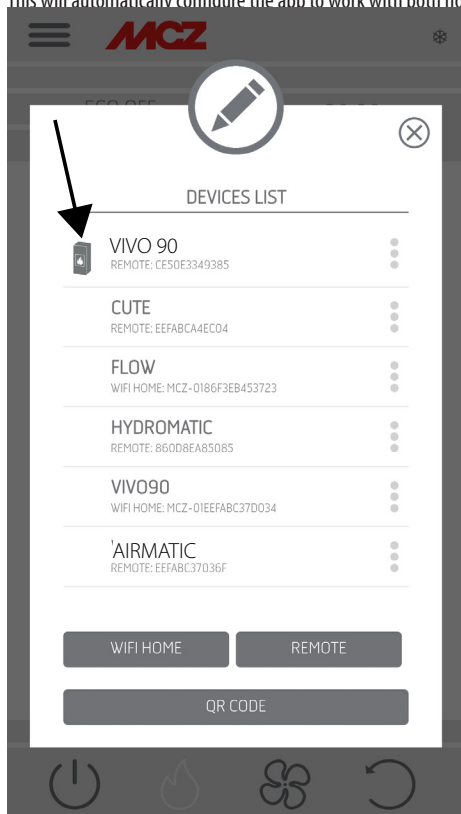 This will automatically configure the app to work with both
MCZ
ECO OFF
DEVICES LIST
VIVO 90
REMOTE: CE50E3349385
CUTE
REMOTE: EEFABCA4EC04
FLOW
WIFI HOME: MCZ-0186F3EB453723
HYDROMATIC
REMOTE: 860D8EA85085
VIVO90
WIFI HOME: MCZ-01EEFABC37D034
'AIRMATIC
REMOTE: EEFABC37036F
WIFI HOME REMOTE
QR CODE